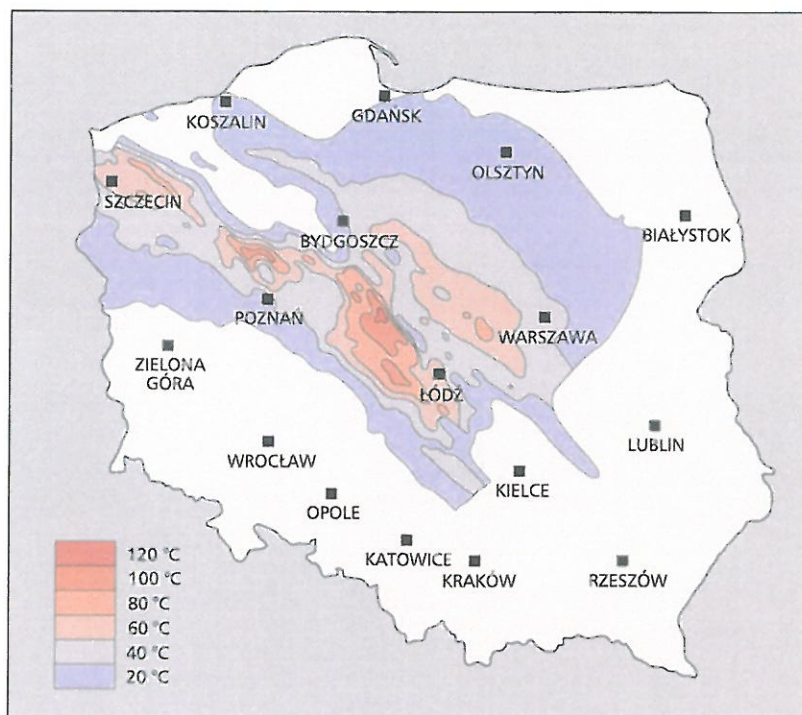 KOSZALIN
GDAŃSK
OLSZTYN
SZCZECIN
BYDGOSZCZ
BIAŁYSTOK
POZNAŃ
WARSZAWA
ZIELONA
GÓRA
ŁÓDŹ
LUBLIN
WROCŁAW
KIELCE
OPOLE
KATOWICE
KRAKÓW
RZESZÓW
120 °C
100 °C
80 °C
60 °C
40 °C
20 °C